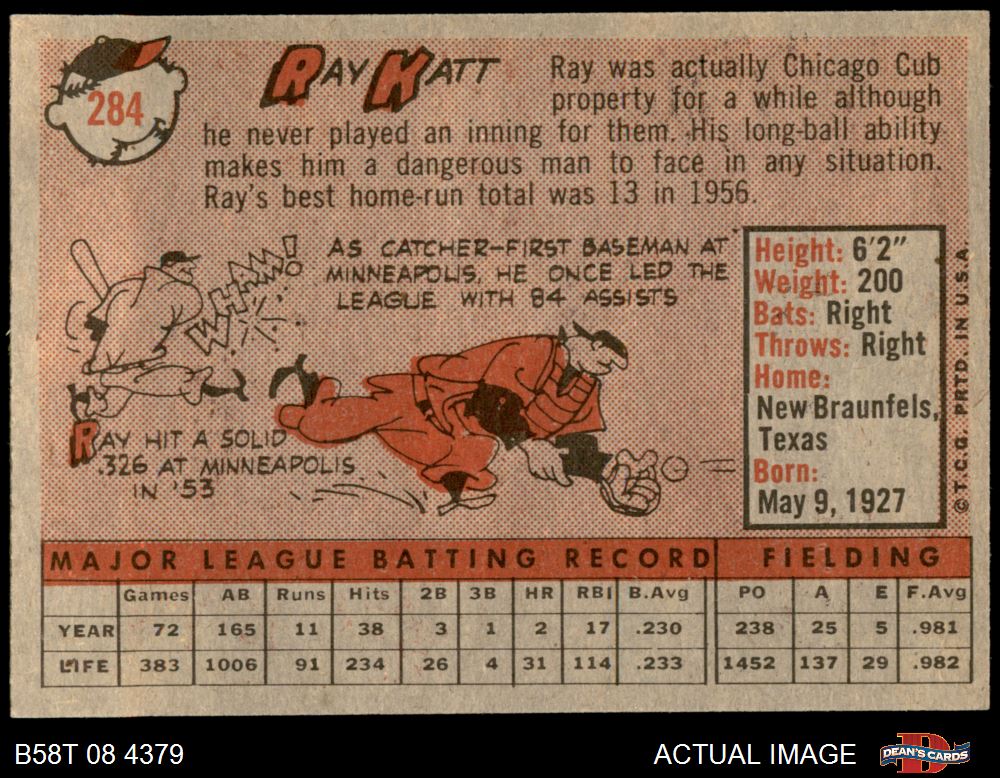 284
RAY KATT
Ray was actually Chicago Cub
property for a while although
he never played an inning for them. His long-ball ability
makes him a dangerous man to face in any situation.
Ray's best home-run total was 13 in 1956.
WHAM!
AS CATCHER-FIRST BASEMAN AT
MINNEAPOLIS, HE ONCE LED THE
LEAGUE WITH 84 ASSISTS
RAY HIT A SOLID
.326 AT MINNEAPOLIS
IN '53
Height: 6'2"
Weight: 200
Bats: Right
Throws: Right
Home:
New Braunfels,
Texas
Born:
May 9, 1927
© T.C.G. PRTD. IN U.S.A.
MAJOR LEAGUE BATTING RECORD FIELDING
Games AB Runs Hits 2B 3B HR RBI B.Avg PO A E F.Avg
YEAR 72 165 11 38 3 1 2 17 .230 238 25 5 .981
LIFE 383 1006 91 234 26 4 31 114 .233 1452 137 29 .982
B58T 08 4379
ACTUAL IMAGE
D
DEAN'S CARDS